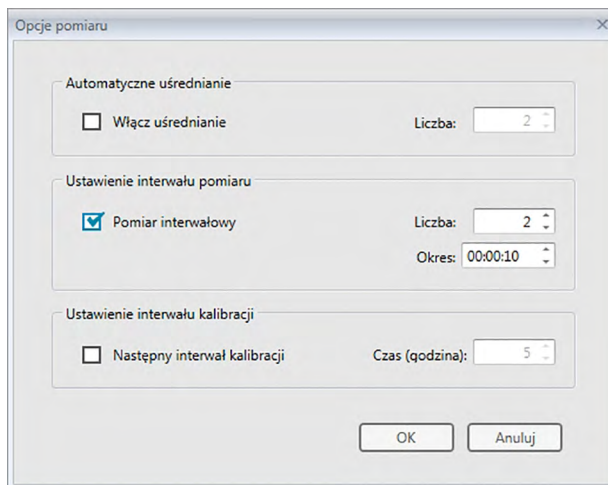 Opcje pomiaru
Automatyczne uśrednianie
Włącz uśrednianie Liczba: 2
Ustawienie interwału pomiaru
Pomiar interwałowy Liczba: 2
Okres: 00:00:10
Ustawienie interwału kalibracji
Następny interwał kalibracji Czas (godzina): 5
OK Anuluj